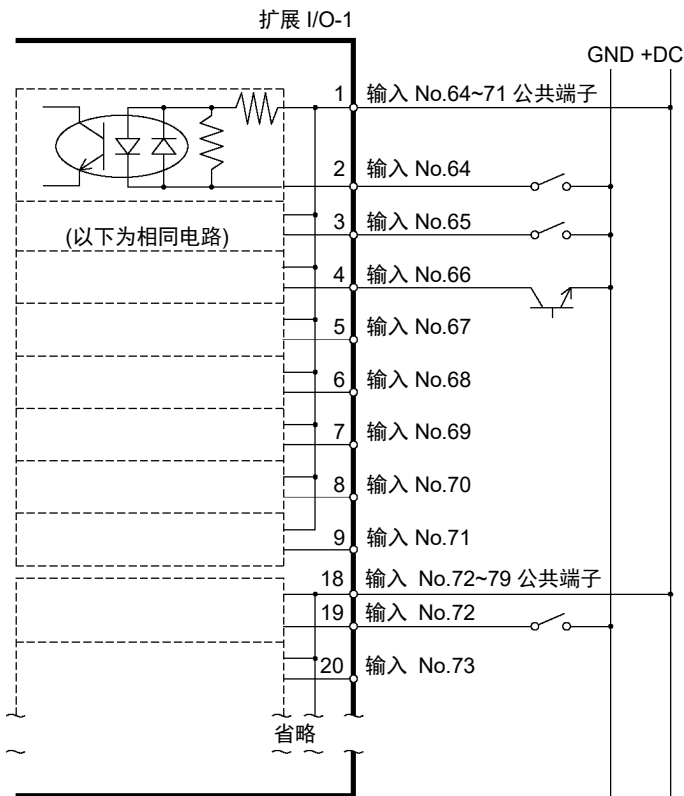 扩展 I/O-1
GND +DC
1 输入 No.64~71 公共端子
2 输入 No.64
3 输入 No.65
(以下为相同电路)
4 输入 No.66
5 输入 No.67
6 输入 No.68
7 输入 No.69
8 输入 No.70
9 输入 No.71
18 输入 No.72~79 公共端子
19 输入 No.72
20 输入 No.73
省略